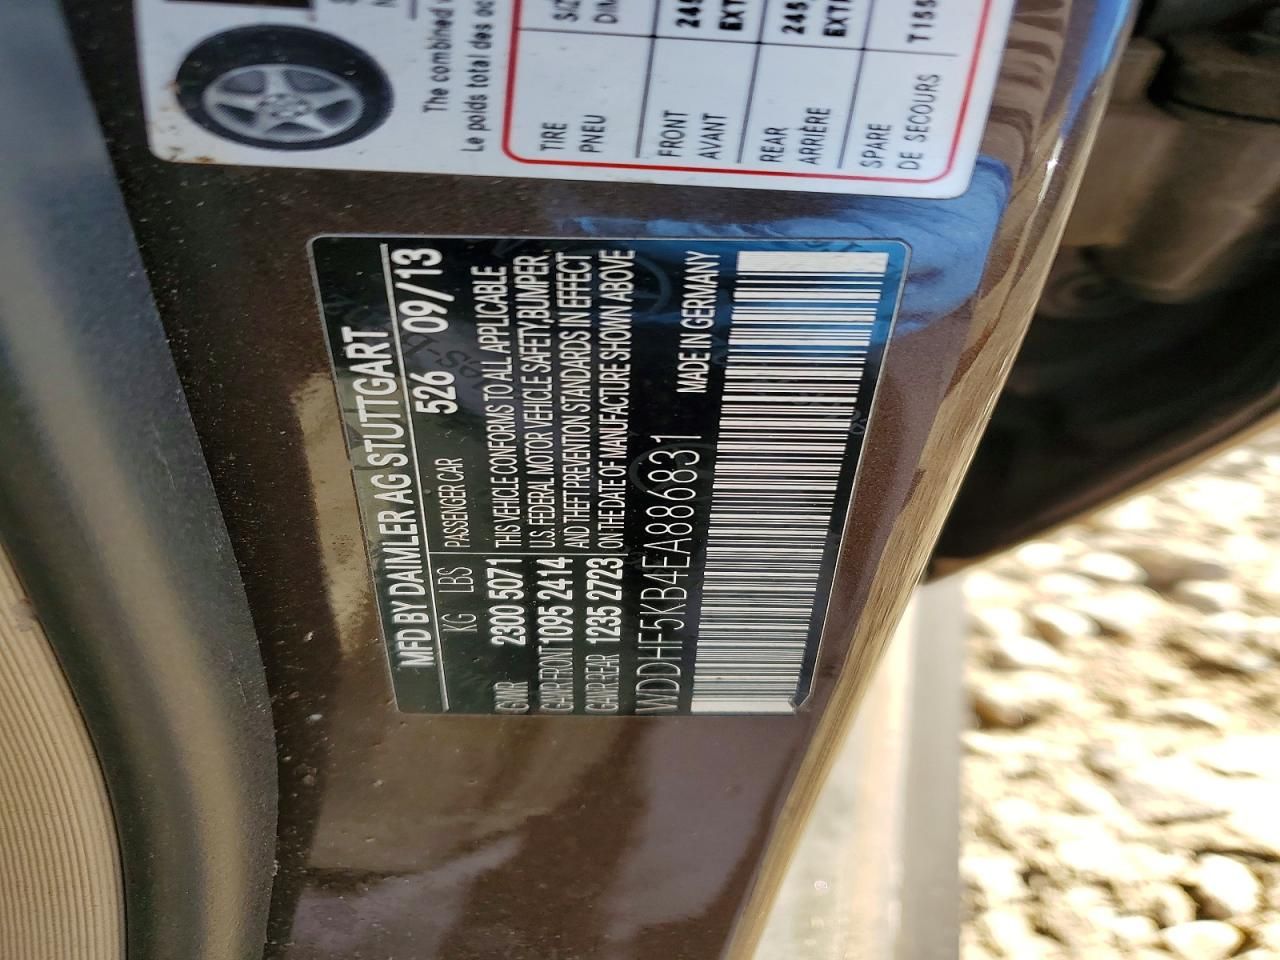 MFD BY DAIMLER AG STUTTGART
KG LBS PASSENGER CAR 526 09/13
GVWR 2300 5071 THIS VEHICLE CONFORMS TO ALL APPLICABLE
GAWR FRONT 1095 2414 U.S. FEDERAL MOTOR VEHICLE SAFETY, BUMPER,
GAWR REAR 1235 2723 AND THEFT PREVENTION STANDARDS IN EFFECT
ON THE DATE OF MANUFACTURE SHOWN ABOVE
WDDHF5KB4EA886831 MADE IN GERMANY
The combined
Le poids total des
TIRE
PNEU
FRONT 245
AVANT
REAR 245
ARRIÈRE
SPARE T155
DE SECOURS